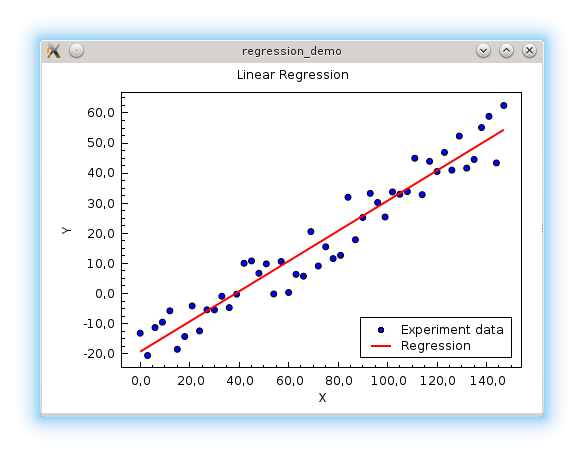 regression_demo
Linear Regression
60,0
50,0
40,0
30,0
20,0
10,0
0,0
-10,0
-20,0
Y
Experiment data
Regression
0,0 20,0 40,0 60,0 80,0 100,0 120,0 140,0
X